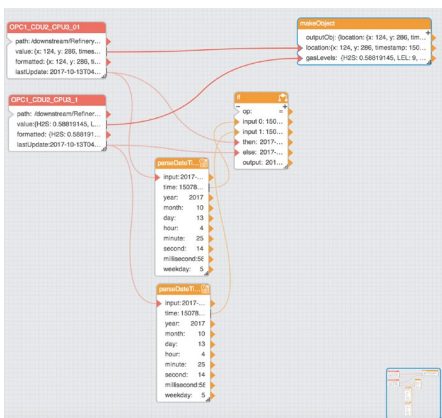 OPC1_CDU2_CPU3_01
path: /downstream/Refinery...
value: {x: 124, y: 286, timest...
formatted: {x: 124, y: 286, ti...
lastUpdate: 2017-10-13T04...
makeObject
outputObj: {location: {x: 124, y: 286, tim...
location:{x: 124, y: 286, timestamp: 150...
gasLevels: {H2S: 0.58819145, LEL: 9, ...
OPC1_CDU2_CPU3_1
path: /downstream/Refiner...
value:{H2S: 0.58819145, L...
formatted: {H2S: 0.588191...
lastUpdate:2017-10-13T04...
if
op: =
input 0: 150...
input 1: 150...
then: 2017-...
else: 2017-...
output: 201...
parseDateTi...
input: 2017-...
time: 15078...
year: 2017
month: 10
day: 13
hour: 4
minute: 25
second: 14
millisecond:58
weekday: 5
parseDateTi...
input: 2017-...
time: 15078...
year: 2017
month: 10
day: 13
hour: 4
minute: 25
second: 14
millisecond:58
weekday: 5